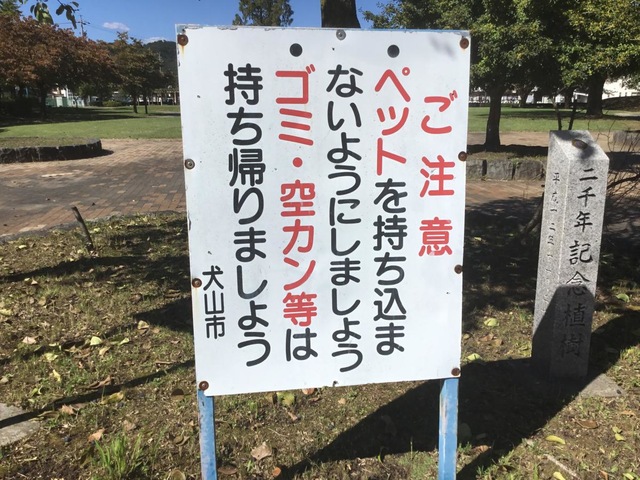 ご注意
ペットを持ち込ま
ないようにしましょう
ゴミ・空カン等は
持ち帰りましょう
犬山市
二千年記念植樹